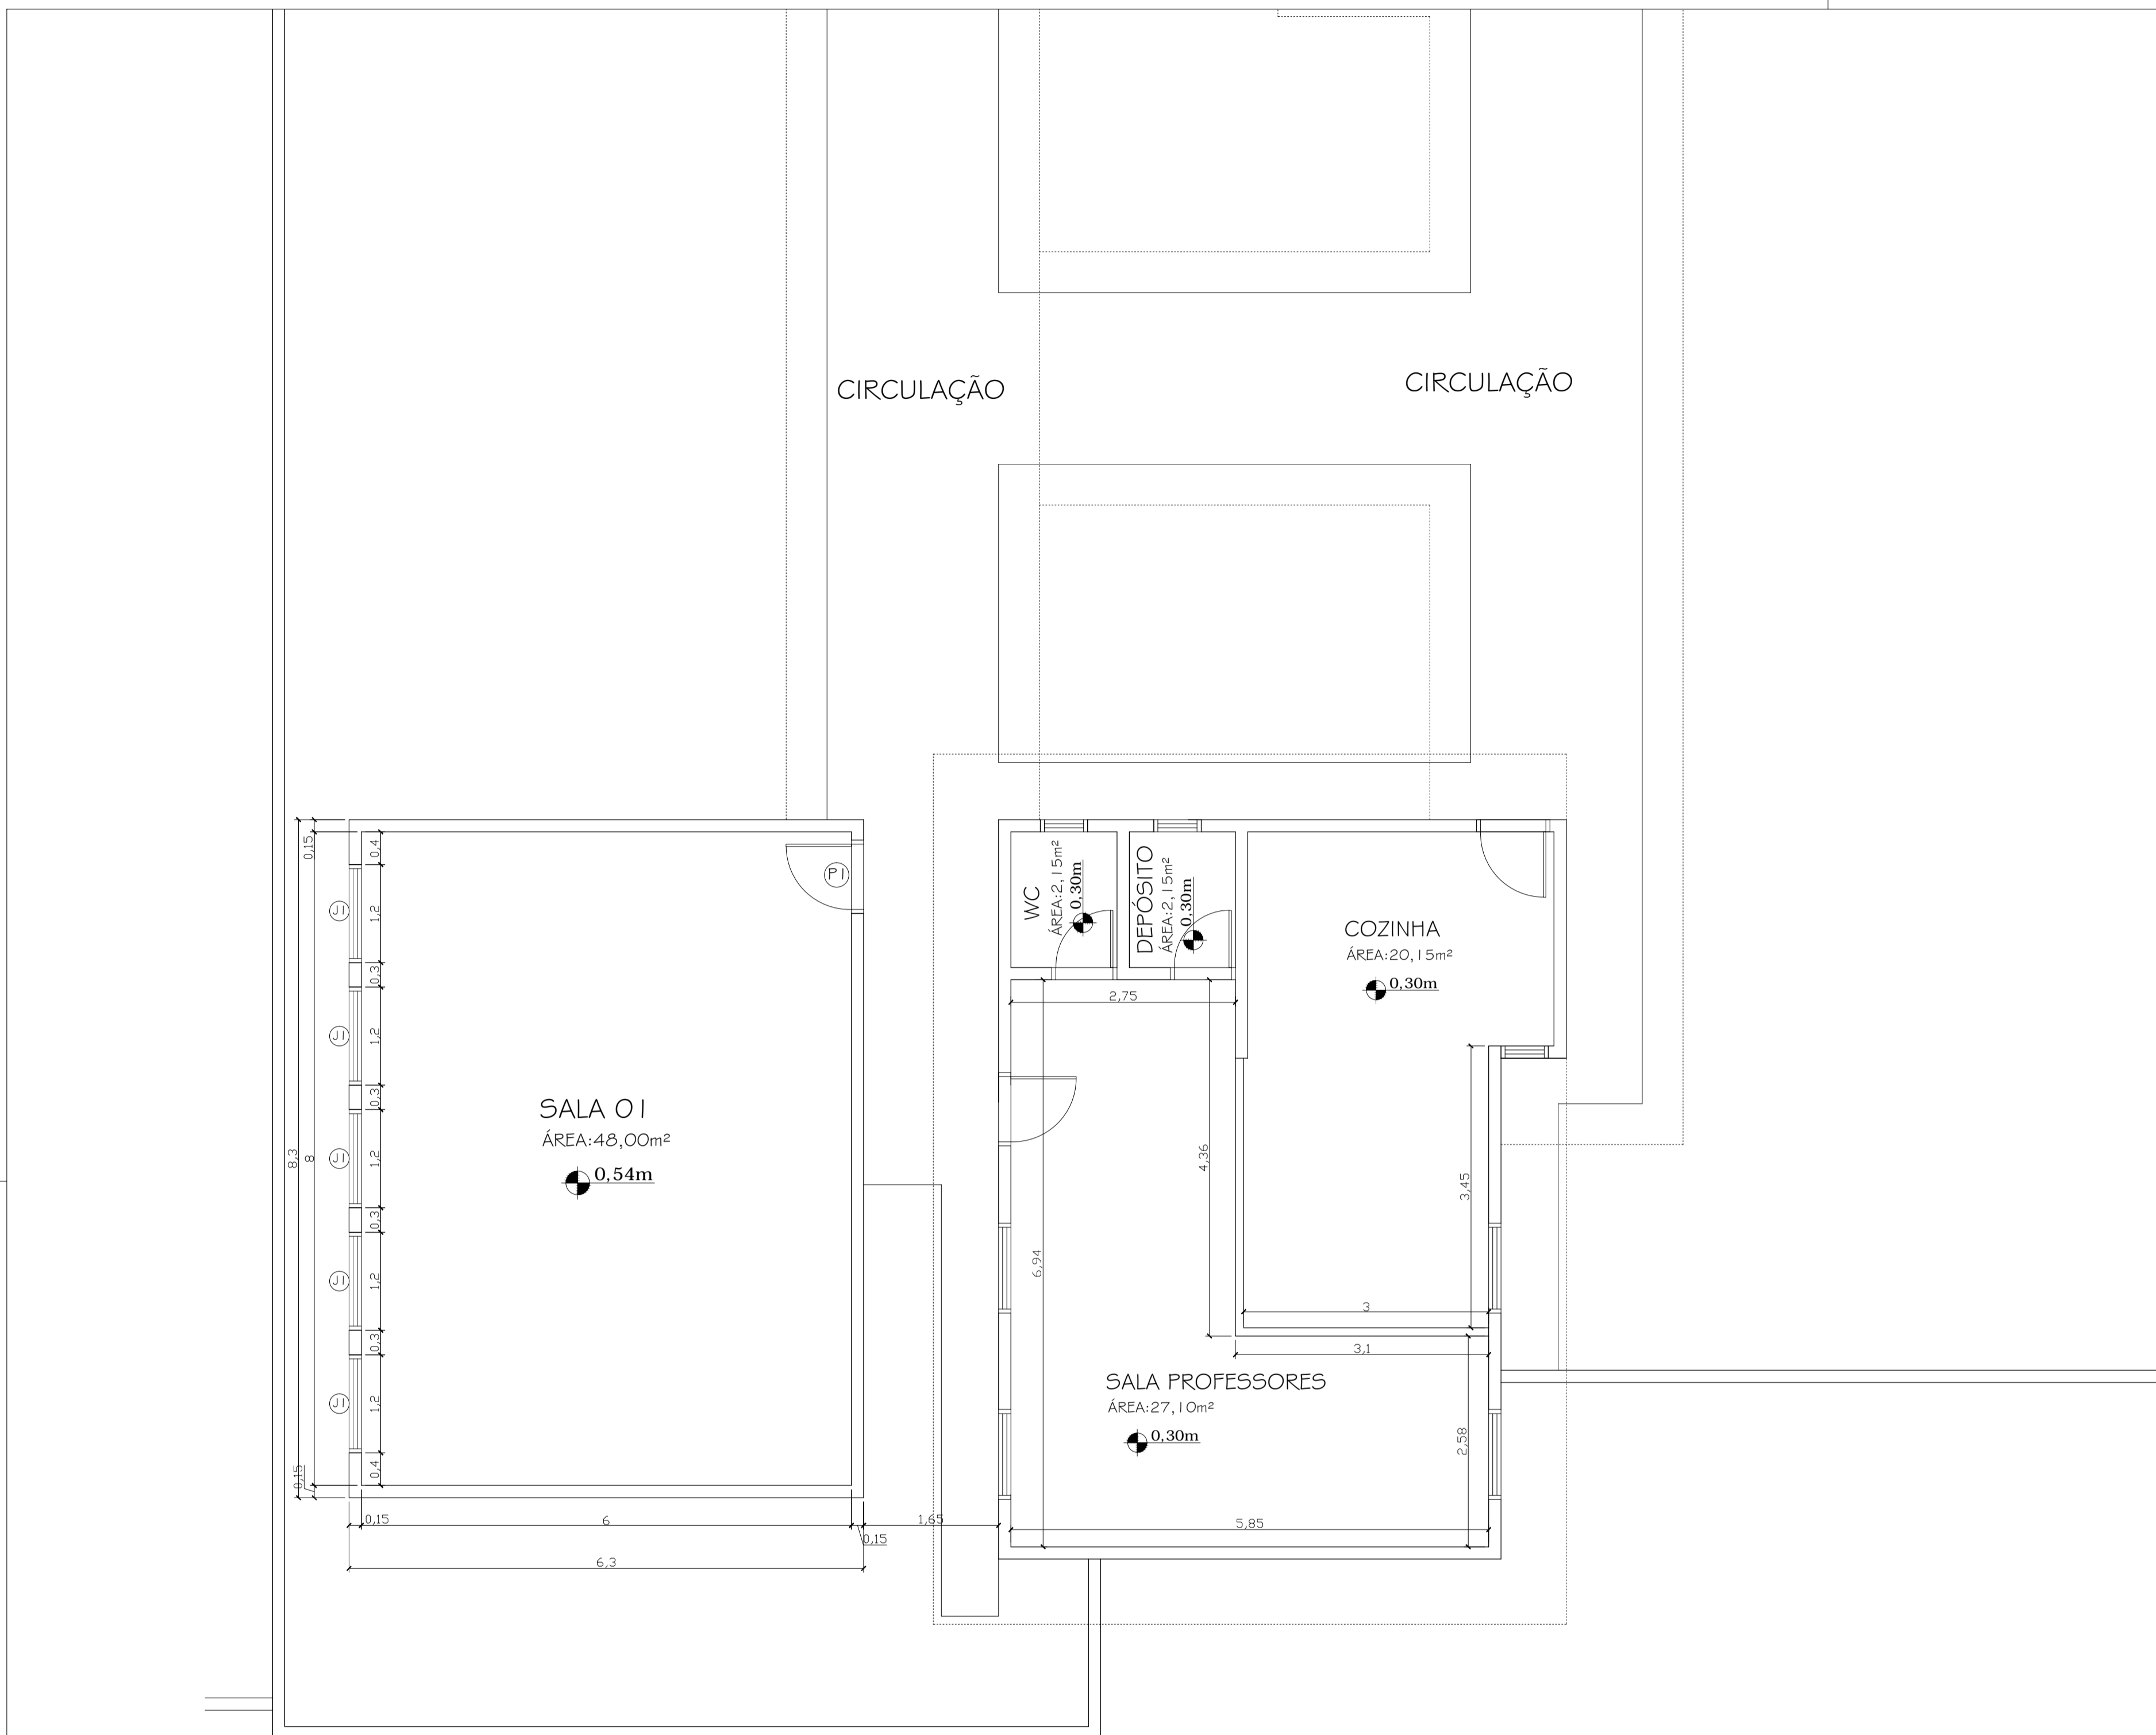 CIRCULAÇÃO
CIRCULAÇÃO
P1
WC
ÁREA:2,15m²
0,30m
DEPÓSITO
ÁREA:2,15m²
0,30m
COZINHA
ÁREA:20,15m²
0,30m
SALA 01
ÁREA:48,00m²
0,54m
SALA PROFESSORES
ÁREA:27,10m²
0,30m
J1
J1
J1
J1
J1
0,15
8,3
8
0,15
0,4
1,2
0,3
1,2
0,3
1,2
0,3
1,2
0,3
1,2
0,4
0,15
6
0,15
1,65
6,3
2,75
6,94
4,36
3,45
3
3,1
2,58
5,85